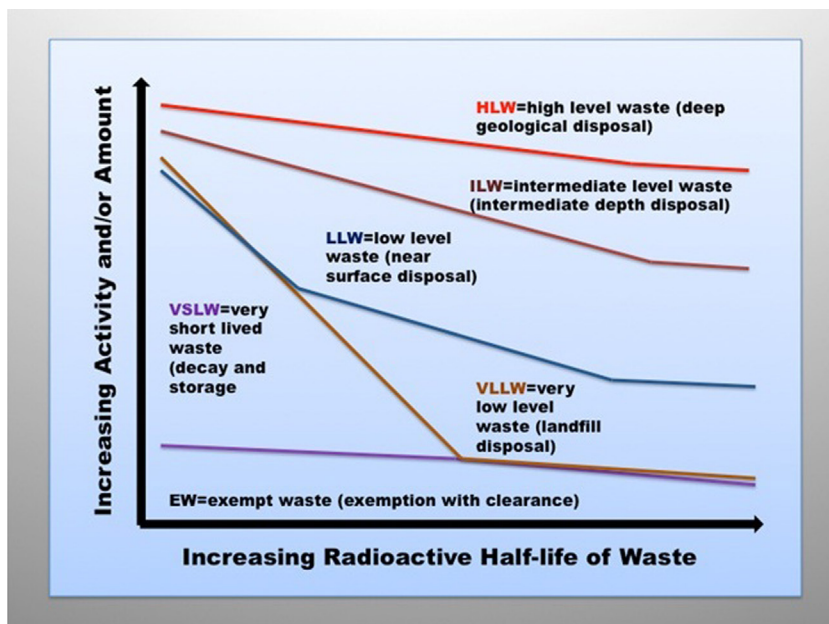 HLW=high level waste (deep
geological disposal)
ILW=intermediate level waste
(intermediate depth disposal)
LLW=low level
waste (near
surface disposal)
VSLW=very
short lived
waste
(decay and
storage
VLLW=very
low level
waste (landfill
disposal)
EW=exempt waste (exemption with clearance)
Increasing Activity and/or Amount
Increasing Radioactive Half-life of Waste